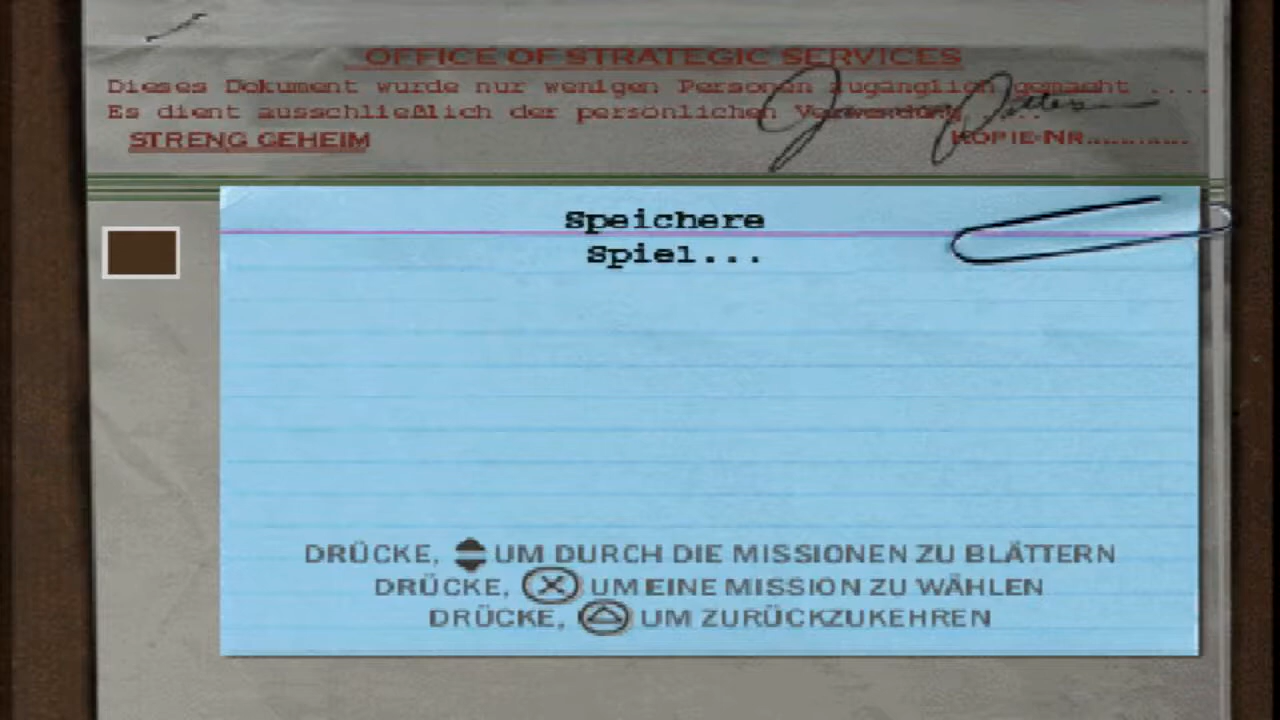 OFFICE OF STRATEGIC SERVICES
Dieses Dokument wurde nur wenigen Personen zugänglich gemacht ....
Es dient ausschließlich der persönlichen Verwendung ...
STRENG GEHEIM
KOPIE-NR............
Speichere
Spiel...
DRÜCKE, UM DURCH DIE MISSIONEN ZU BLÄTTERN
DRÜCKE, UM EINE MISSION ZU WÄHLEN
DRÜCKE, UM ZURÜCKZUKEHREN